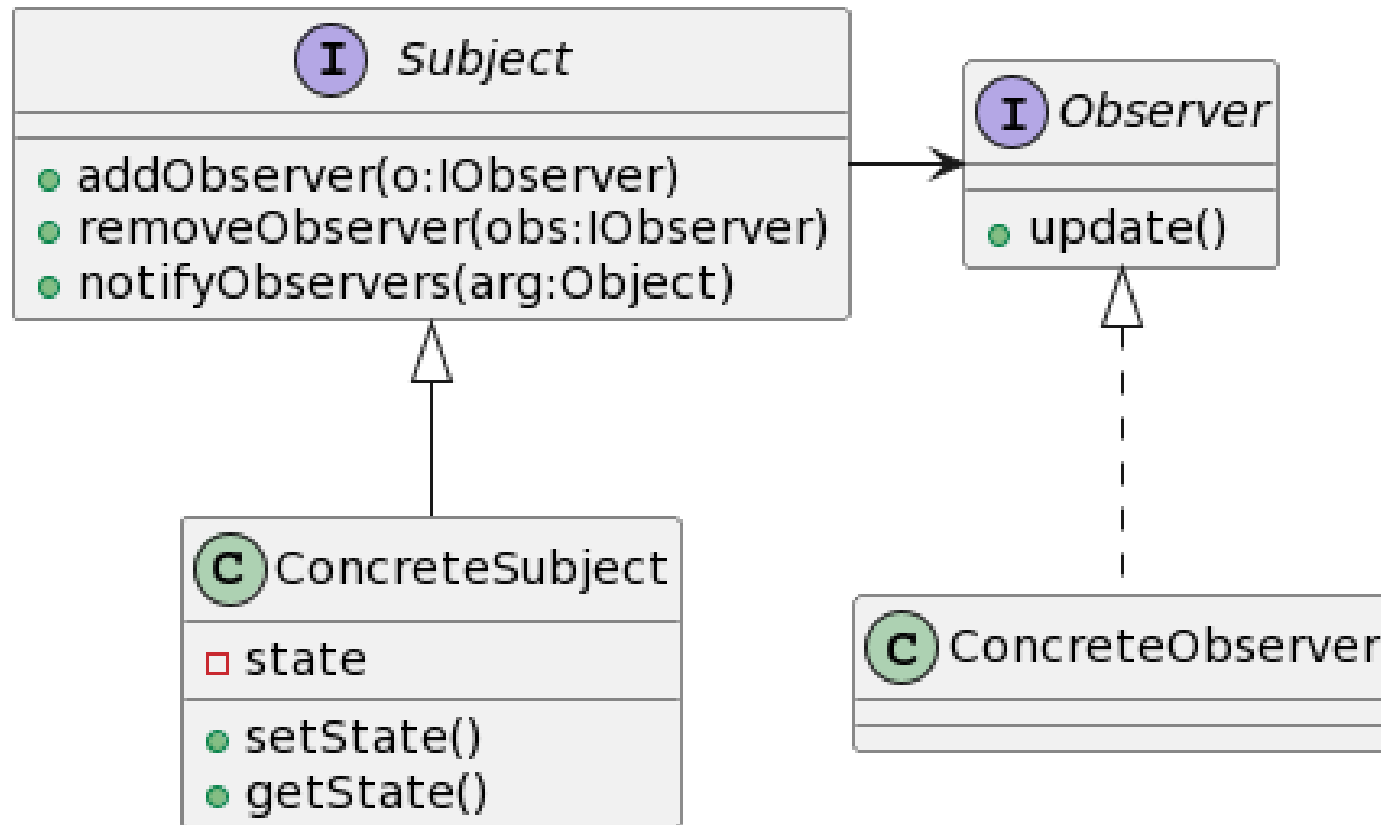 I Subject
addObserver(o:IObserver)
removeObserver(obs:IObserver)
notifyObservers(arg:Object)
I Observer
update()
C ConcreteSubject
state
setState()
getState()
C ConcreteObserver